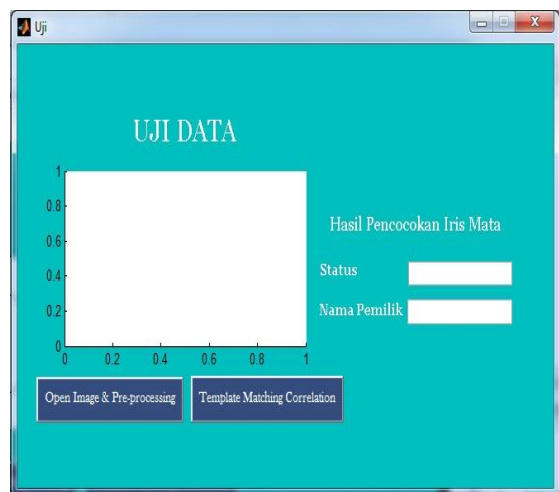 Uji
UJI DATA
1
0.8
0.6
0.4
0.2
0
0 0.2 0.4 0.6 0.8 1
Hasil Pencocokan Iris Mata
Status
Nama Pemilik
Open Image & Pre-processing
Template Matching Correlation